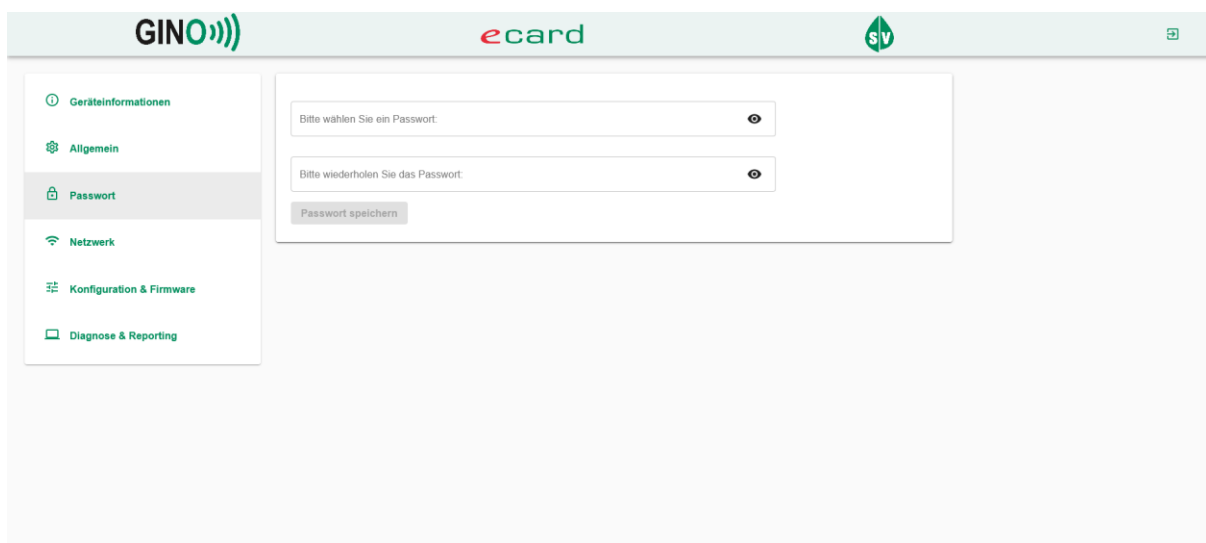 GINO
ecard
SV
Geräteinformationen
Allgemein
Passwort
Netzwerk
Konfiguration & Firmware
Diagnose & Reporting
Bitte wählen Sie ein Passwort:
Bitte wiederholen Sie das Passwort:
Passwort speichern